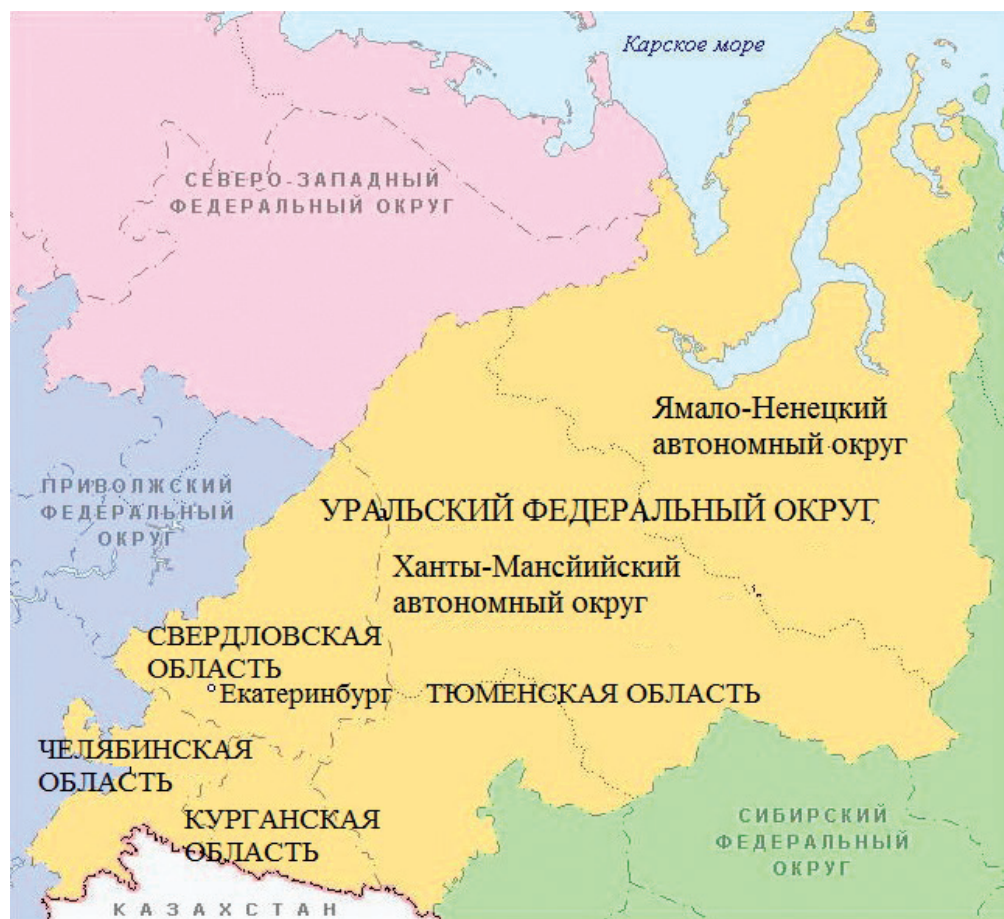 Карское море
СЕВЕРО-ЗАПАДНЫЙ
ФЕДЕРАЛЬНЫЙ ОКРУГ
Ямало-Ненецкий
автономный округ
ПРИВОЛЖСКИЙ
ФЕДЕРАЛЬНЫЙ
ОКРУГ
УРАЛЬСКИЙ ФЕДЕРАЛЬНЫЙ ОКРУГ
Ханты-Мансйийский
автономный округ
СВЕРДЛОВСКАЯ
ОБЛАСТЬ
Екатеринбург
ТЮМЕНСКАЯ ОБЛАСТЬ
ЧЕЛЯБИНСКАЯ
ОБЛАСТЬ
КУРГАНСКАЯ
ОБЛАСТЬ
СИБИРСКИЙ
ФЕДЕРАЛЬНЫЙ
ОКРУГ
КАЗАХСТАН